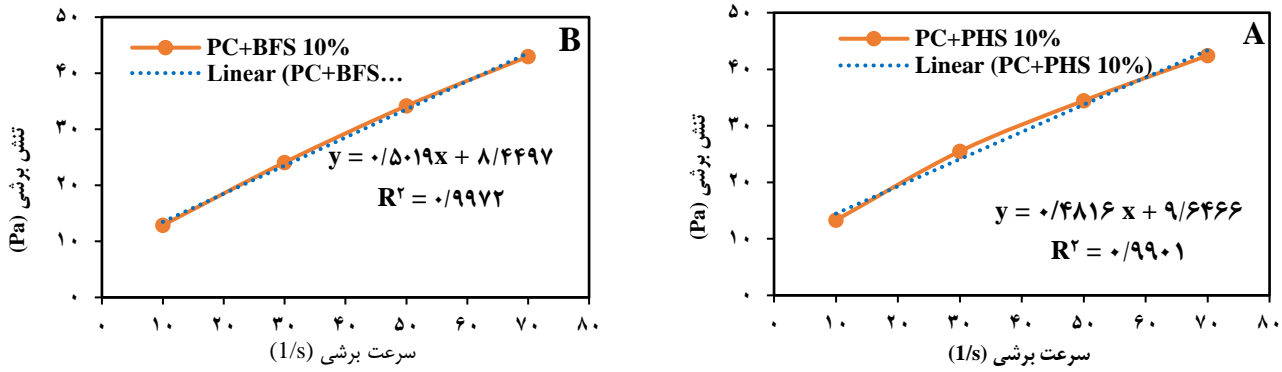 B
PC+BFS 10%
Linear (PC+BFS…
y = ۰/۵۰۱۹x + ۸/۴۴۹۷
R² = ۰/۹۹۷۲
۵۰
۴۰
۳۰
۲۰
۱۰
۰
۰ ۱۰ ۲۰ ۳۰ ۴۰ ۵۰ ۶۰ ۷۰ ۸۰
تنش برشی (Pa)
سرعت برشی (1/s)
A
PC+PHS 10%
Linear (PC+PHS 10%)
y = ۰/۴۸۱۶ x + ۹/۶۴۶۶
R² = ۰/۹۹۰۱
۵۰
۴۰
۳۰
۲۰
۱۰
۰
۰ ۱۰ ۲۰ ۳۰ ۴۰ ۵۰ ۶۰ ۷۰ ۸۰
تنش برشی (Pa)
سرعت برشی (1/s)